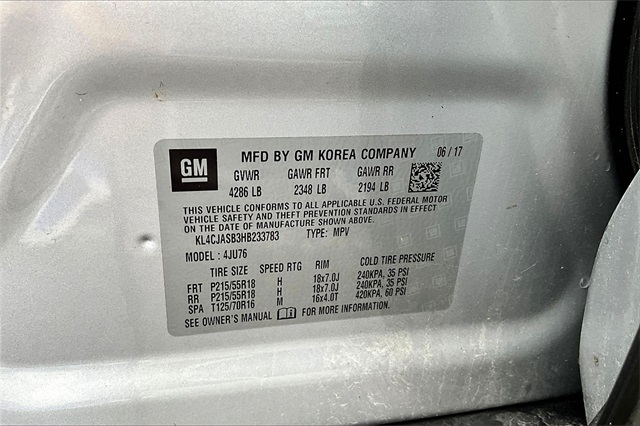 GM
MFD BY GM KOREA COMPANY 06 / 17
GVWR GAWR FRT GAWR RR
4286 LB 2348 LB 2194 LB
THIS VEHICLE CONFORMS TO ALL APPLICABLE U.S. FEDERAL MOTOR
VEHICLE SAFETY AND THEFT PREVENTION STANDARDS IN EFFECT
ON THE DATE OF MANUFACTURE SHOWN ABOVE.
KL4CJASB3HB233783 TYPE: MPV
MODEL: 4JU76
TIRE SIZE SPEED RTG RIM COLD TIRE PRESSURE
FRT P215/55R18 H 18x7.0J 240KPA, 35 PSI
RR P215/55R18 H 18x7.0J 240KPA, 35 PSI
SPA T125/70R16 M 16x4.0T 420KPA, 60 PSI
SEE OWNER'S MANUAL FOR MORE INFORMATION.